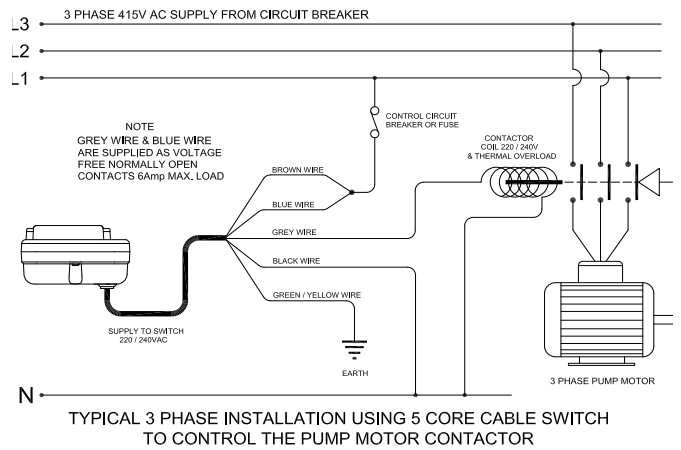 3 PHASE 415V AC SUPPLY FROM CIRCUIT BREAKER
L3
L2
L1
NOTE
GREY WIRE & BLUE WIRE
ARE SUPPLIED AS VOLTAGE
FREE NORMALLY OPEN
CONTACTS 6Amp MAX. LOAD
CONTROL CIRCUIT
BREAKER OR FUSE
CONTACTOR
COIL 220 / 240V
& THERMAL OVERLOAD
BROWN WIRE
BLUE WIRE
GREY WIRE
BLACK WIRE
GREEN / YELLOW WIRE
SUPPLY TO SWITCH
220 / 240VAC
EARTH
3 PHASE PUMP MOTOR
N
TYPICAL 3 PHASE INSTALLATION USING 5 CORE CABLE SWITCH
TO CONTROL THE PUMP MOTOR CONTACTOR